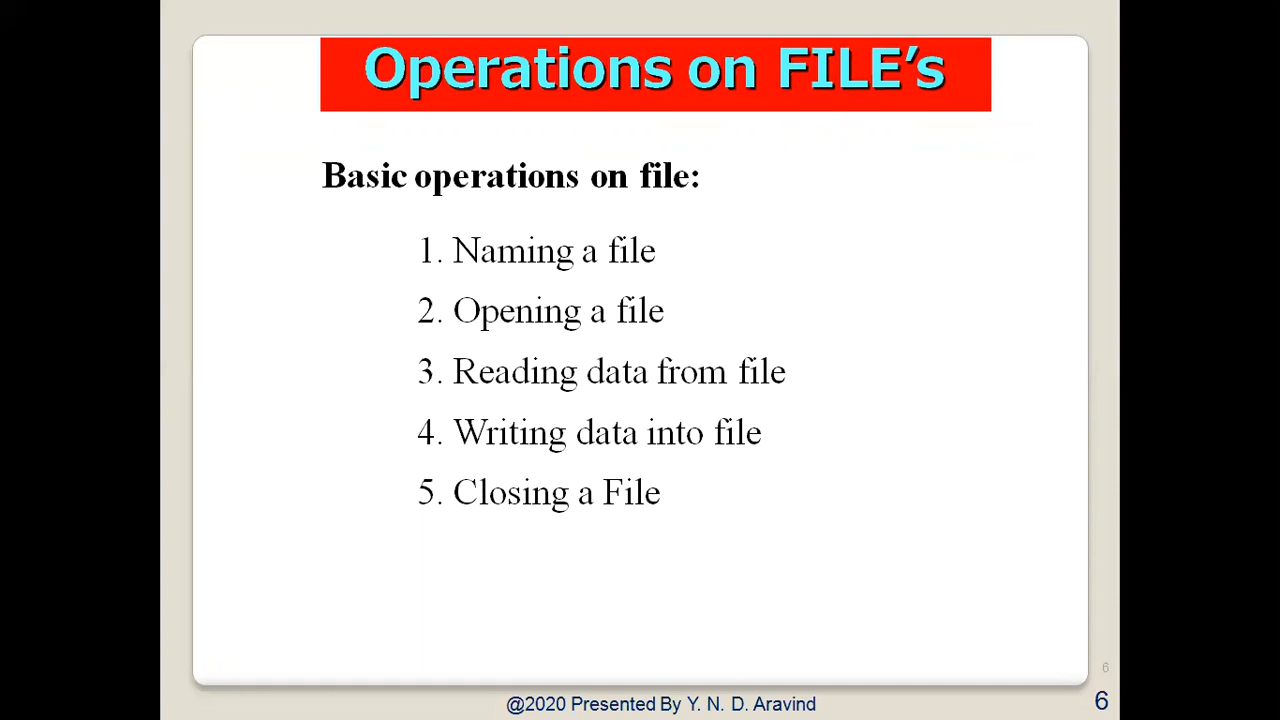 Operations on FILE’s
Basic operations on file:
1. Naming a file
2. Opening a file
3. Reading data from file
4. Writing data into file
5. Closing a File
6
@2020 Presented By Y. N. D. Aravind
6